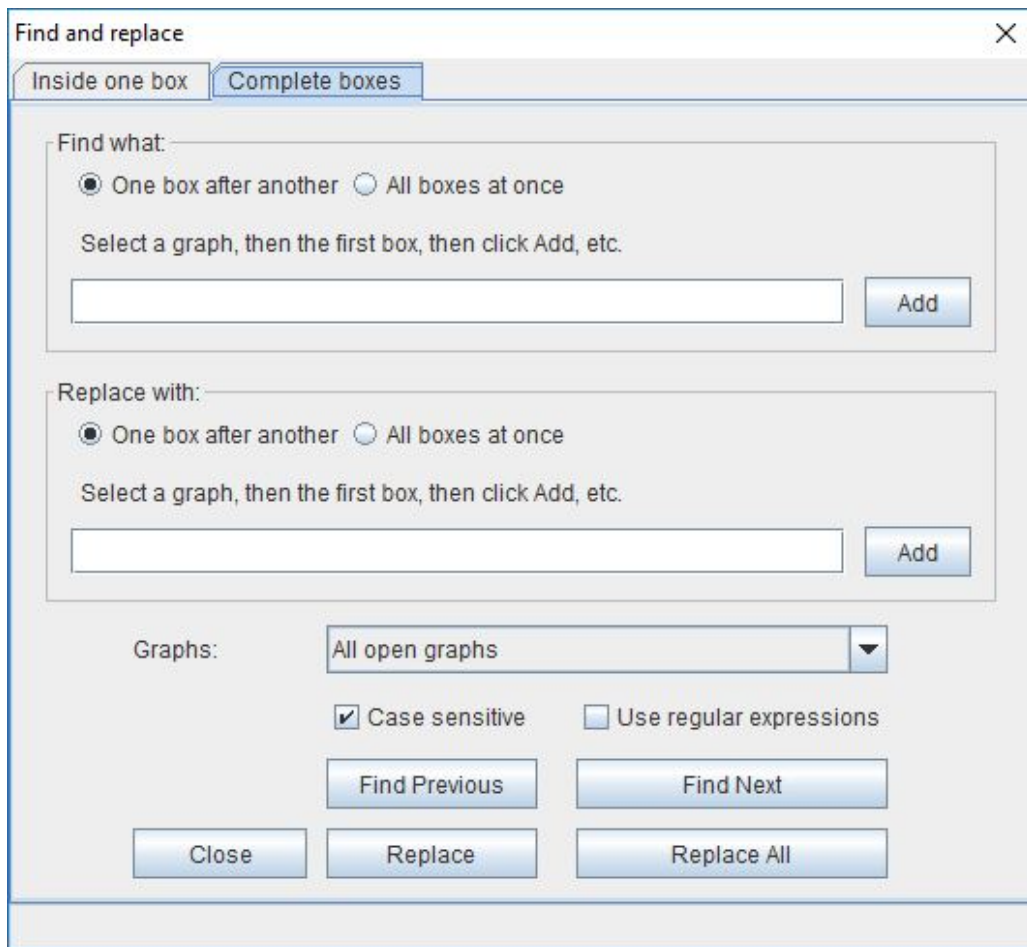 Find and replace
Inside one box Complete boxes
Find what:
One box after another All boxes at once
Select a graph, then the first box, then click Add, etc.
Add
Replace with:
One box after another All boxes at once
Select a graph, then the first box, then click Add, etc.
Add
Graphs: All open graphs
Case sensitive Use regular expressions
Find Previous Find Next
Close Replace Replace All